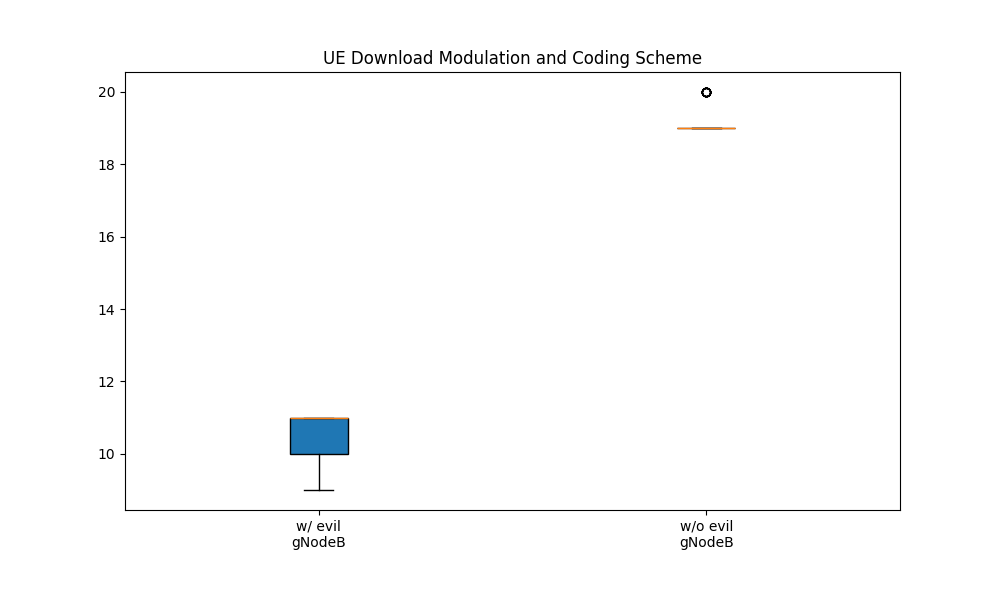 UE Download Modulation and Coding Scheme
20
18
16
14
12
10
w/ evil
gNodeB
w/o evil
gNodeB